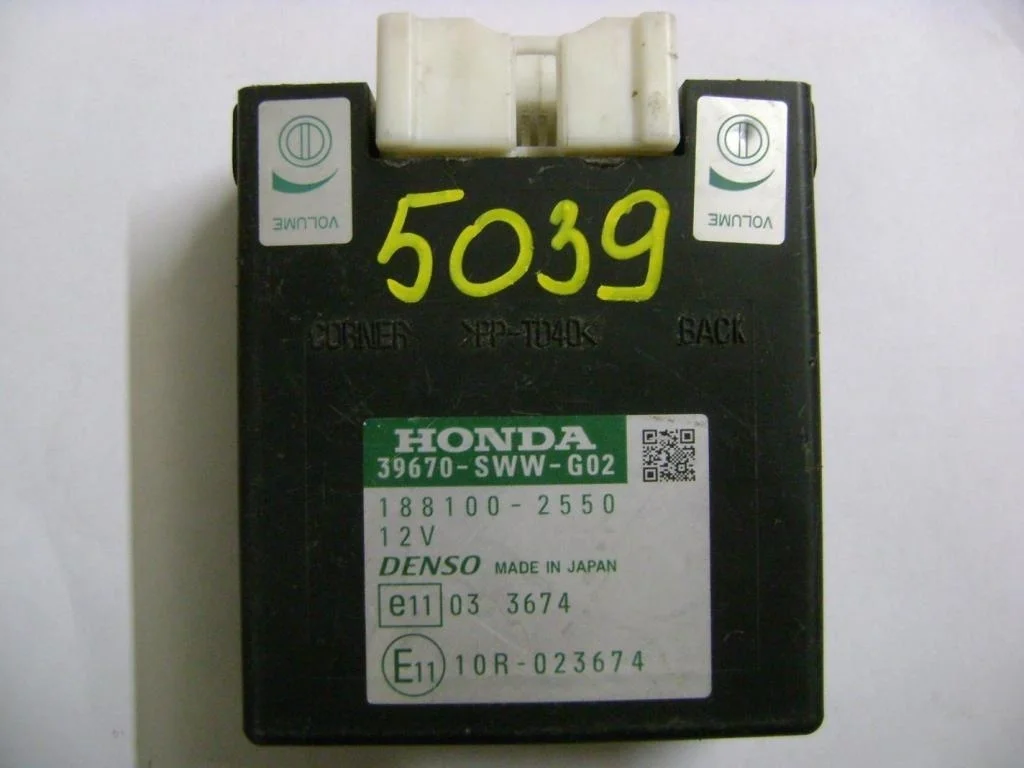 VOLUME
VOLUME
5039
CORNER >PP-TD40< BACK
HONDA
39670-SWW-G02
188100-2550
12V
DENSO MADE IN JAPAN
e11 03 3674
E11 10R-023674